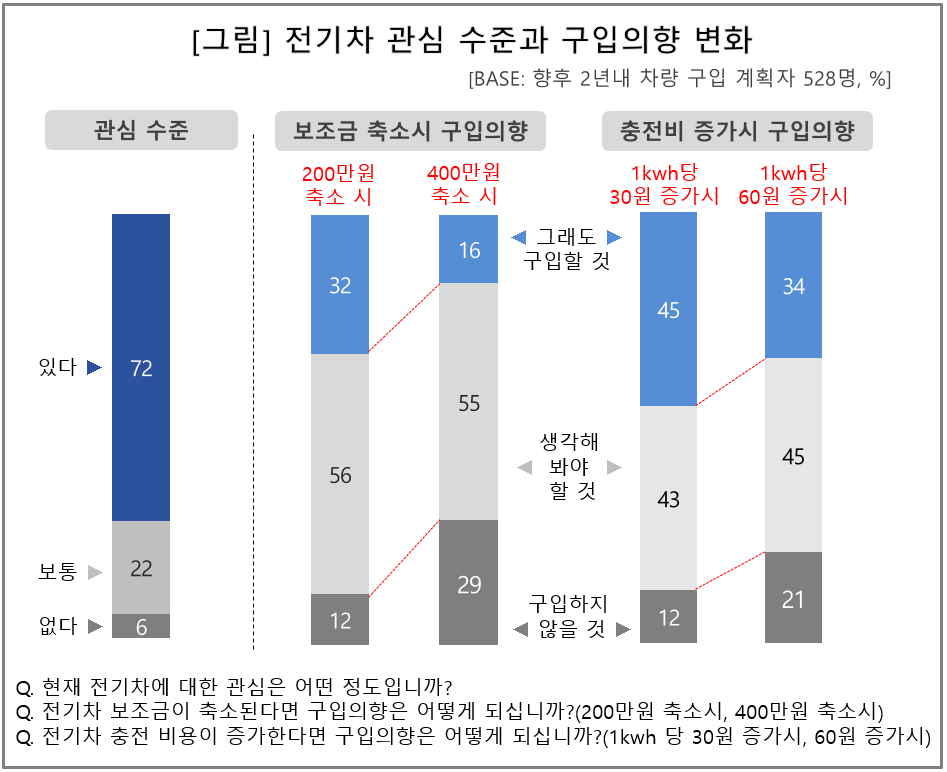 [그림] 전기차 관심 수준과 구입의향 변화
[BASE: 향후 2년내 차량 구입 계획자 528명, %]
관심 수준
보조금 축소시 구입의향
충전비 증가시 구입의향
200만원
축소 시
400만원
축소 시
1kwh당
30원 증가시
1kwh당
60원 증가시
있다
72
보통
22
없다
6
32
56
12
16
55
29
그래도
구입할 것
생각해
봐야
할 것
구입하지
않을 것
45
43
12
34
45
21
Q. 현재 전기차에 대한 관심은 어떤 정도입니까?
Q. 전기차 보조금이 축소된다면 구입의향은 어떻게 되십니까?(200만원 축소시, 400만원 축소시)
Q. 전기차 충전 비용이 증가한다면 구입의향은 어떻게 되십니까?(1kwh 당 30원 증가시, 60원 증가시)